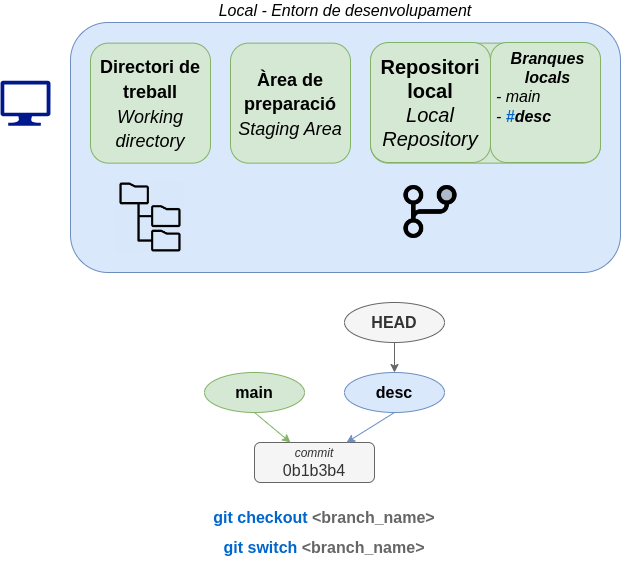 Local - Entorn de desenvolupament
Directori de
treball
Working
directory
Àrea de
preparació
Staging Area
Repositori
local
Local
Repository
Branques
locals
- main
- #desc
HEAD
main
desc
commit
0b1b3b4
git checkout <branch_name>
git switch <branch_name>